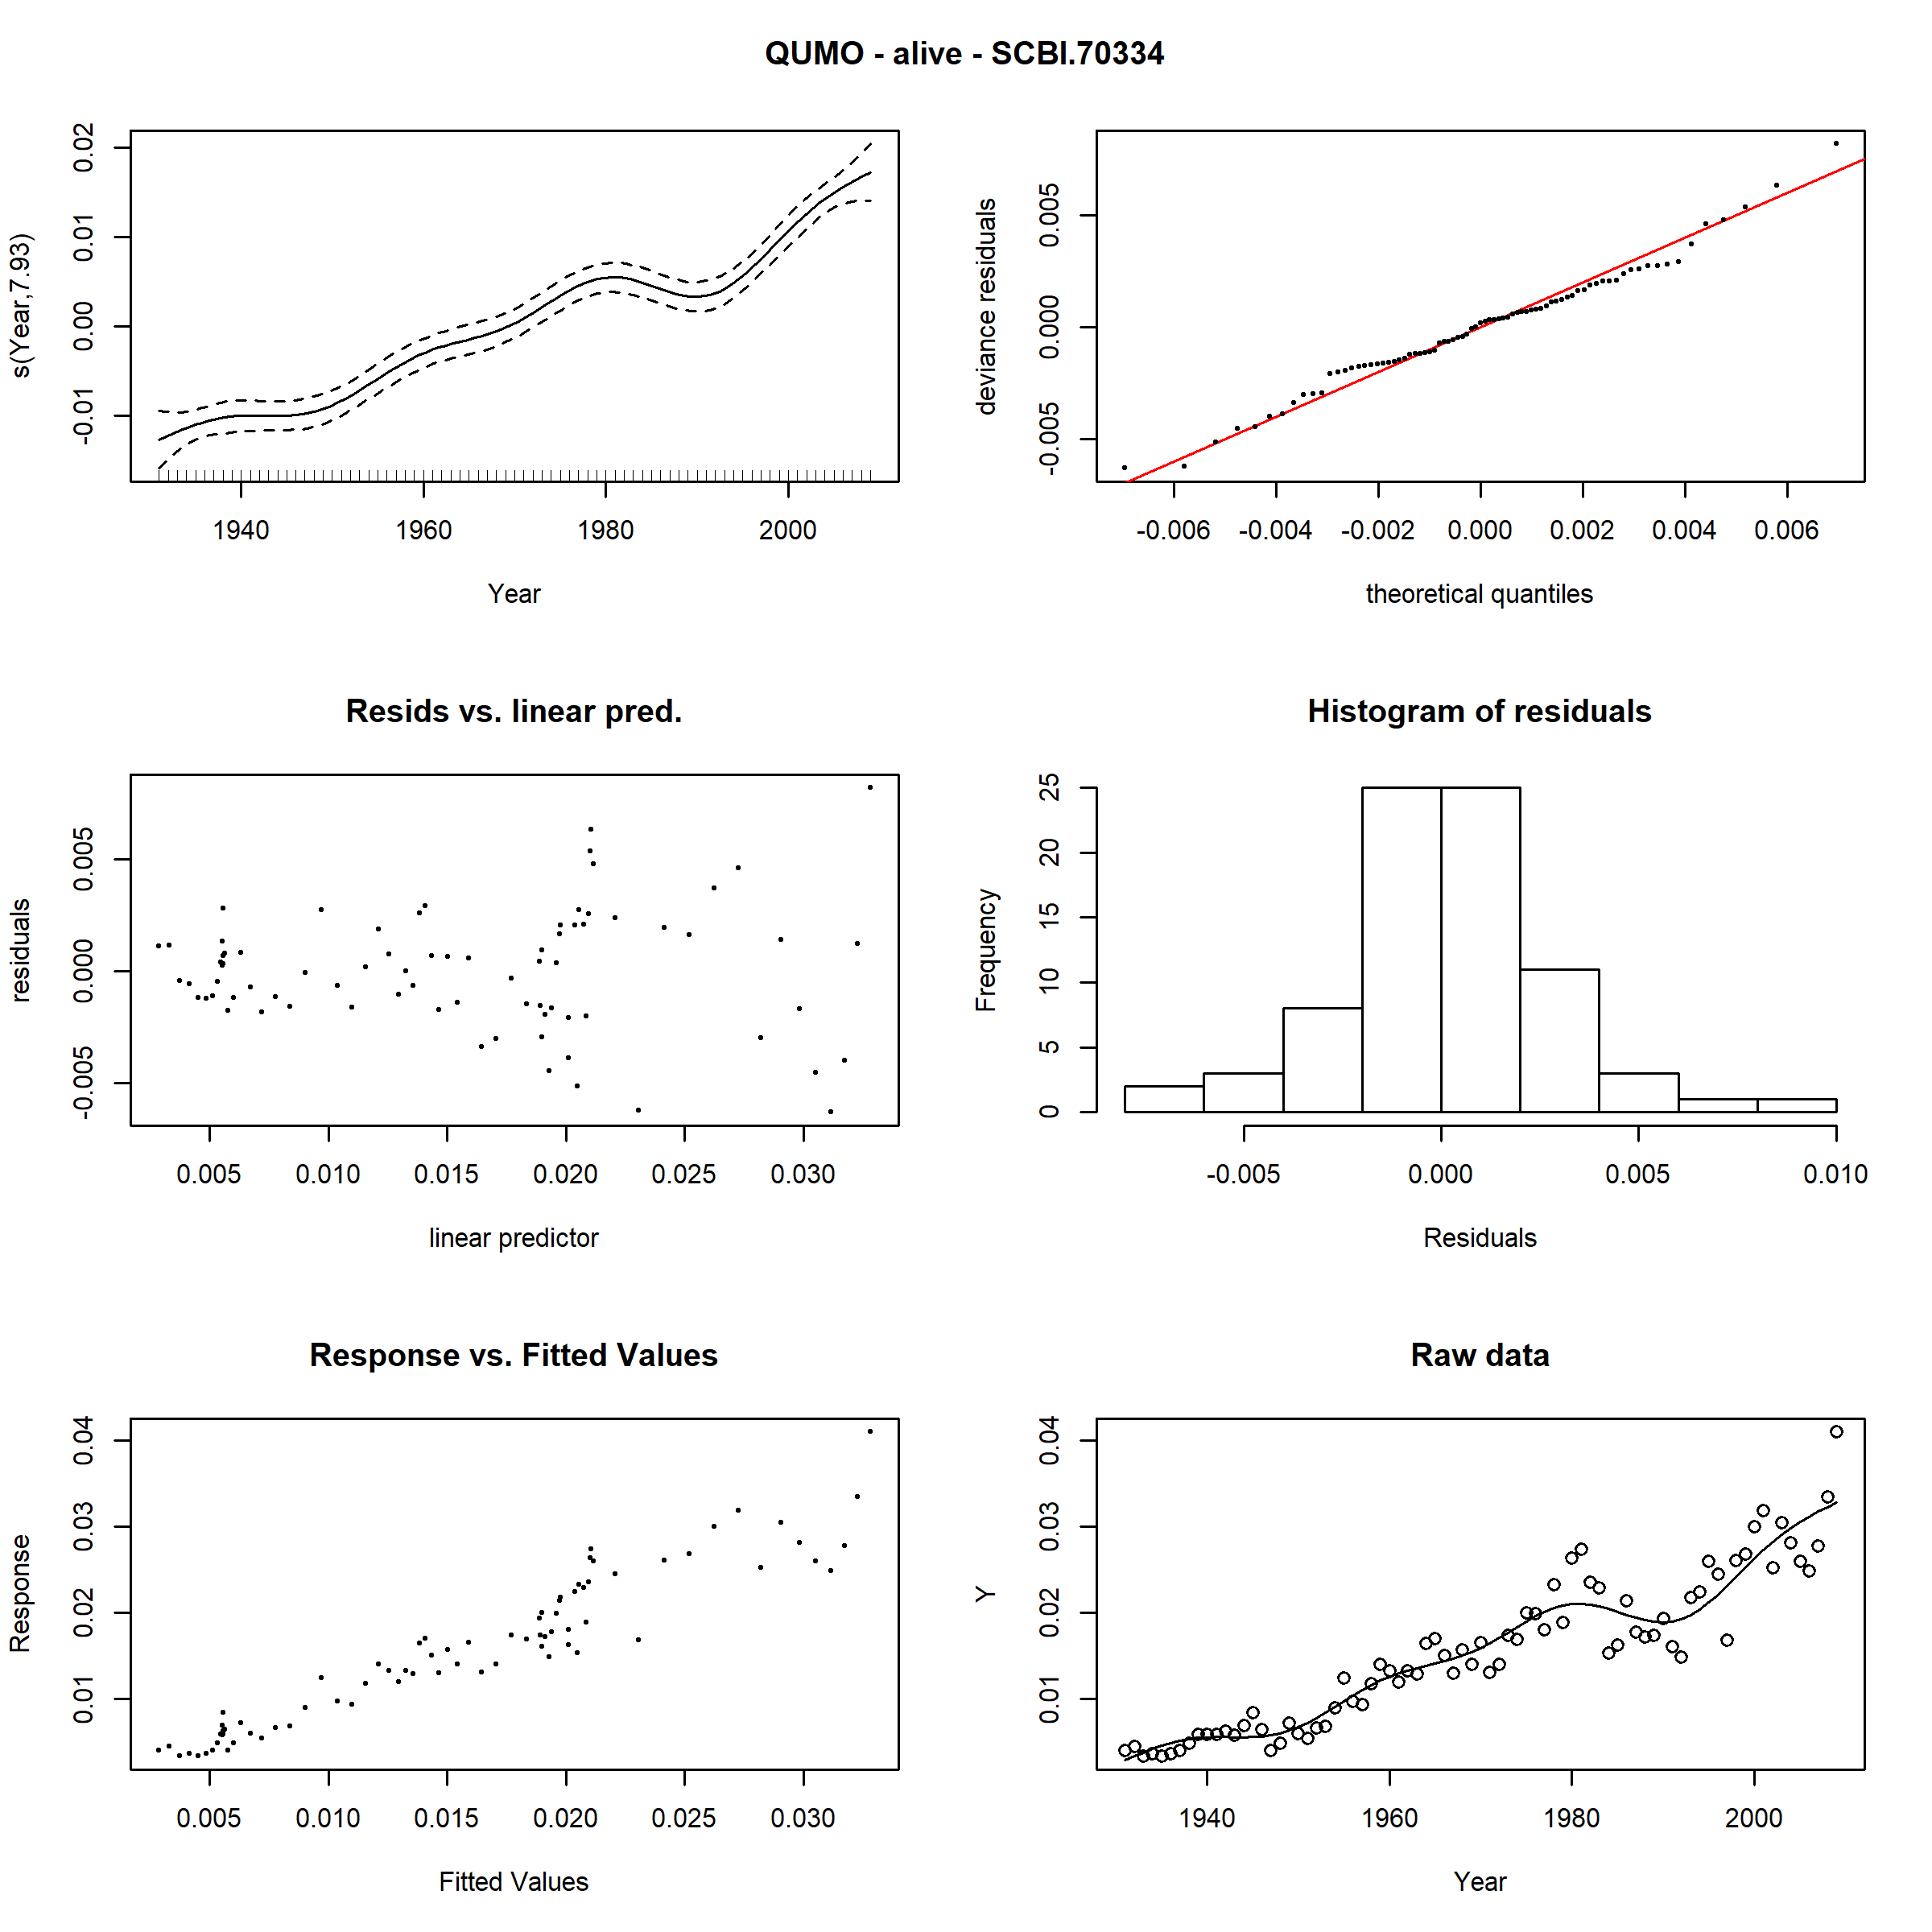 QUMO - alive - SCBI.70334
s(Year,7.93)
0.02
0.01
0.00
-0.01
1940 1960 1980 2000
Year
deviance residuals
0.005
0.000
-0.005
-0.006 -0.004 -0.002 0.000 0.002 0.004 0.006
theoretical quantiles
Resids vs. linear pred.
residuals
0.005
0.000
-0.005
0.005 0.010 0.015 0.020 0.025 0.030
linear predictor
Histogram of residuals
Frequency
25
20
15
10
5
0
-0.005 0.000 0.005 0.010
Residuals
Response vs. Fitted Values
Response
0.04
0.03
0.02
0.01
0.005 0.010 0.015 0.020 0.025 0.030
Fitted Values
Raw data
Y
0.04
0.03
0.02
0.01
1940 1960 1980 2000
Year